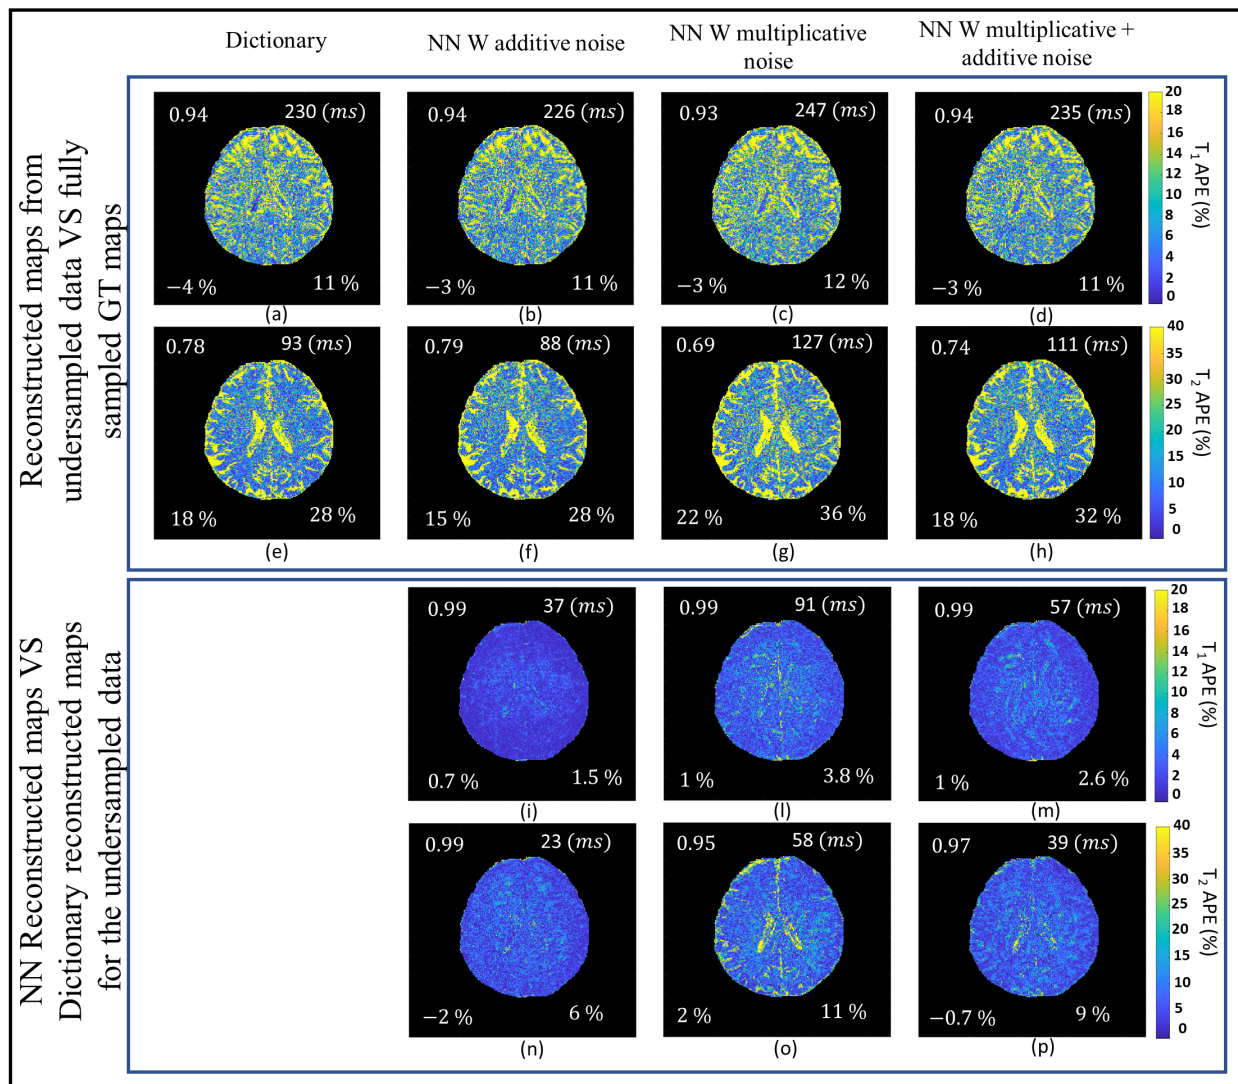 Dictionary
NN W additive noise
NN W multiplicative
noise
NN W multiplicative +
additive noise
Reconstructed maps from
undersampled data VS fully
sampled GT maps
0.94 230 (ms)
−4 % 11 %
(a)
0.94 226 (ms)
−3 % 11 %
(b)
0.93 247 (ms)
−3 % 12 %
(c)
0.94 235 (ms)
−3 % 11 %
(d)
20
18
16
14
12
10
8
6
4
2
0
T1 APE (%)
0.78 93 (ms)
18 % 28 %
(e)
0.79 88 (ms)
15 % 28 %
(f)
0.69 127 (ms)
22 % 36 %
(g)
0.74 111 (ms)
18 % 32 %
(h)
40
35
30
25
20
15
10
5
0
T2 APE (%)
NN Reconstructed maps VS
Dictionary reconstructed maps
for the undersampled data
0.99 37 (ms)
0.7 % 1.5 %
(i)
0.99 91 (ms)
1 % 3.8 %
(l)
0.99 57 (ms)
1 % 2.6 %
(m)
20
18
16
14
12
10
8
6
4
2
0
T1 APE (%)
0.99 23 (ms)
−2 % 6 %
(n)
0.95 58 (ms)
2 % 11 %
(o)
0.97 39 (ms)
−0.7 % 9 %
(p)
40
35
30
25
20
15
10
5
0
T2 APE (%)